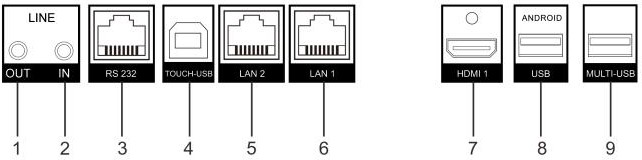 LINE
ANDROID
OUT IN RS 232 TOUCH-USB LAN 2 LAN 1 HDMI 1 USB MULTI-USB
1 2 3 4 5 6 7 8 9